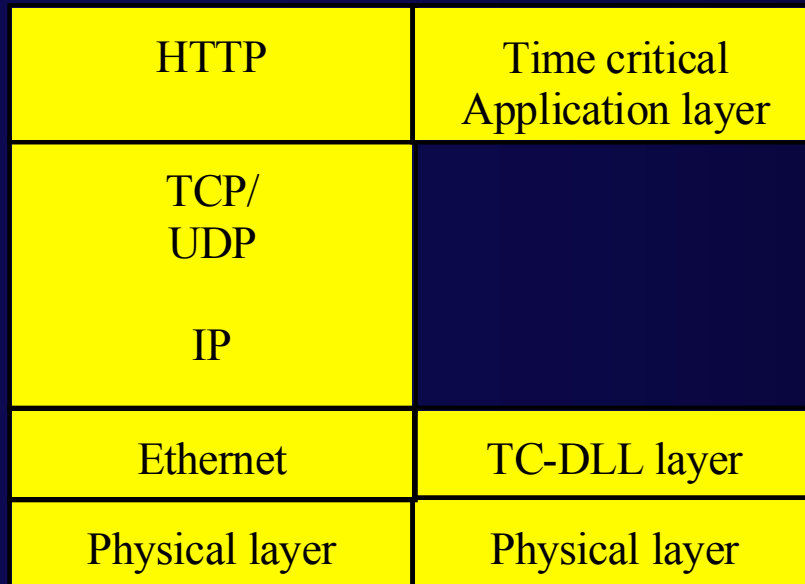 HTTP
Time critical
Application layer
TCP/
UDP
IP
Ethernet
TC-DLL layer
Physical layer
Physical layer